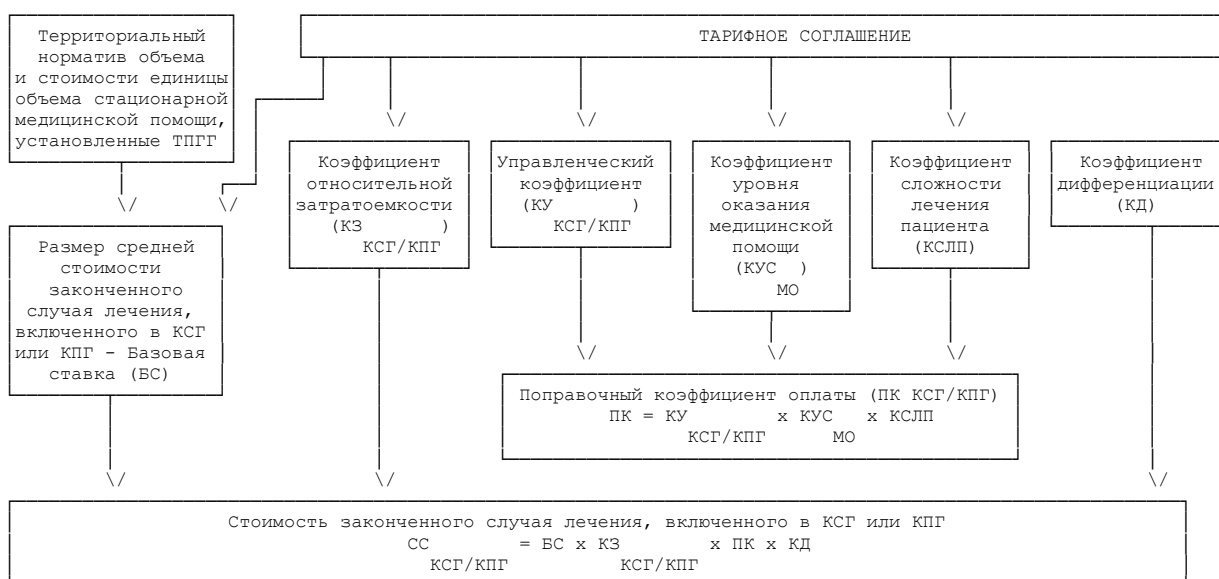 Территориальный
норматив объема
и стоимости единицы
объема стационарной
медицинской помощи,
установленные ТПГГ
ТАРИФНОЕ СОГЛАШЕНИЕ
Коэффициент
относительной
затратоемкости
(КЗ )
КСГ/КПГ
Управленческий
коэффициент
(КУ )
КСГ/КПГ
Коэффициент
уровня
оказания
медицинской
помощи
(КУС )
МО
Коэффициент
сложности
лечения
пациента
(КСЛП)
Коэффициент
дифференциации
(КД)
Размер средней
стоимости
законченного
случая лечения,
включенного в КСГ
или КПГ - Базовая
ставка (БС)
Поправочный коэффициент оплаты (ПК КСГ/КПГ)
ПК = КУ x КУС x КСЛП
КСГ/КПГ МО
Стоимость законченного случая лечения, включенного в КСГ или КПГ
СС = БС x КЗ x ПК x КД
КСГ/КПГ КСГ/КПГ